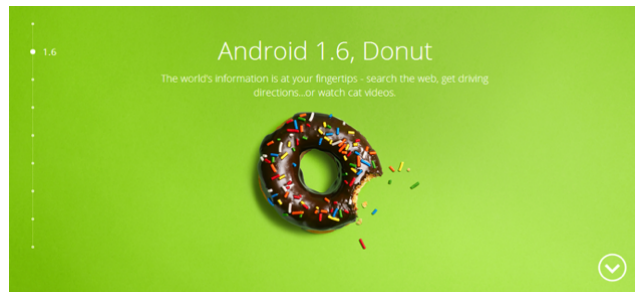 1.6
Android 1.6, Donut
The world's information is at your fingertips - search the web, get driving
directions...or watch cat videos.